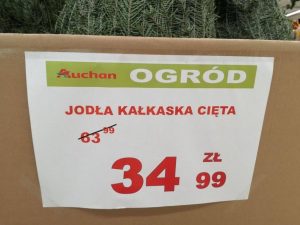 Auchan OGRÓD
JODŁA KAŁKASKA CIĘTA
63 99
34 ZŁ 99